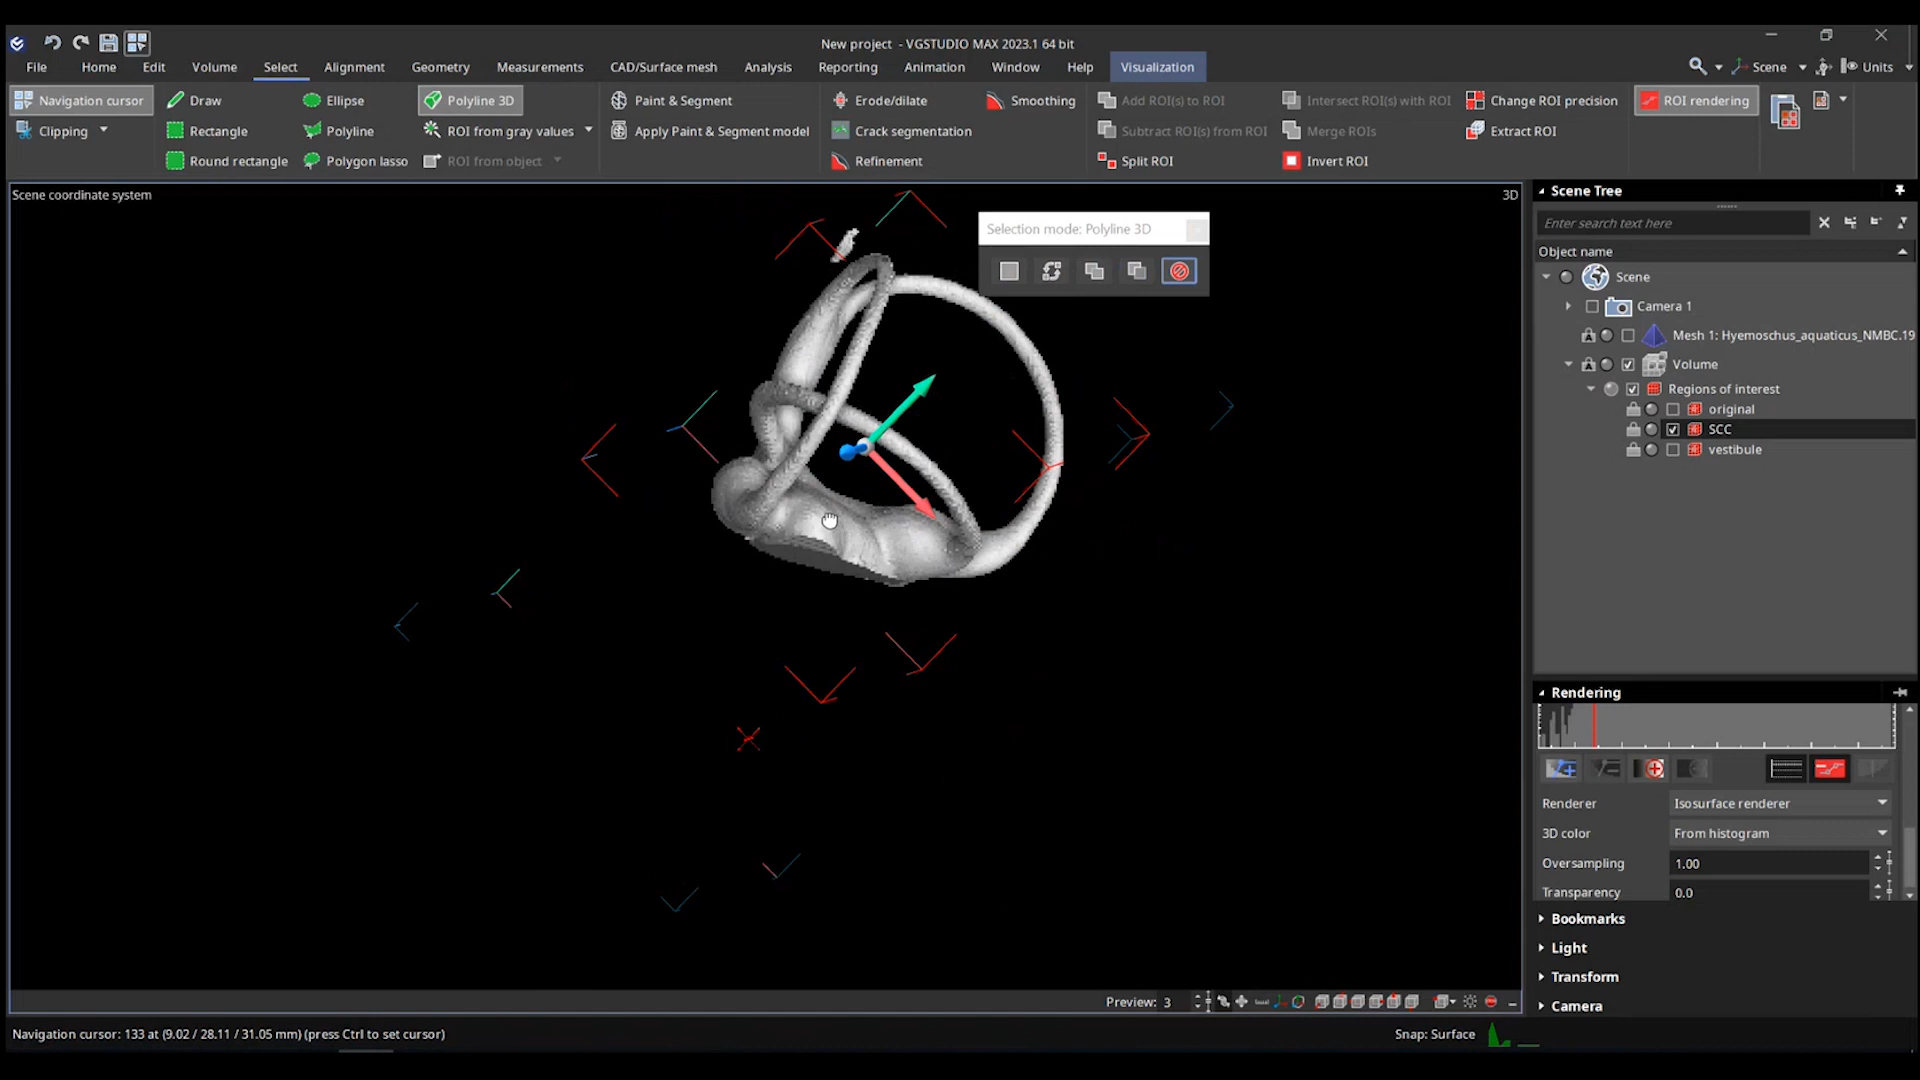 New project - VGSTUDIO MAX 2023.1 64 bit
File Home Edit Volume Select Alignment Geometry Measurements CAD/Surface mesh Analysis Reporting Animation Window Help Visualization Scene Units
Navigation cursor Draw Ellipse Polyline 3D Paint & Segment Erode/dilate Smoothing Add ROI(s) to ROI Intersect ROI(s) with ROI Change ROI precision ROI rendering
Clipping Rectangle Polyline ROI from gray values Apply Paint & Segment model Crack segmentation Subtract ROI(s) from ROI Merge ROIs Extract ROI
Round rectangle Polygon lasso ROI from object Refinement Split ROI Invert ROI
Scene coordinate system
3D
Selection mode: Polyline 3D
Scene Tree
Enter search text here
Object name
Scene
Camera 1
Mesh 1: Hyemoschus_aquaticus_NMBC.19
Volume
Regions of interest
original
SCC
vestibule
Rendering
Renderer Isosurface renderer
3D color From histogram
Oversampling 1.00
Transparency 0.0
Bookmarks
Light
Transform
Camera
Preview: 3
Navigation cursor: 133 at (9.02 / 28.11 / 31.05 mm) (press Ctrl to set cursor)
Snap: Surface